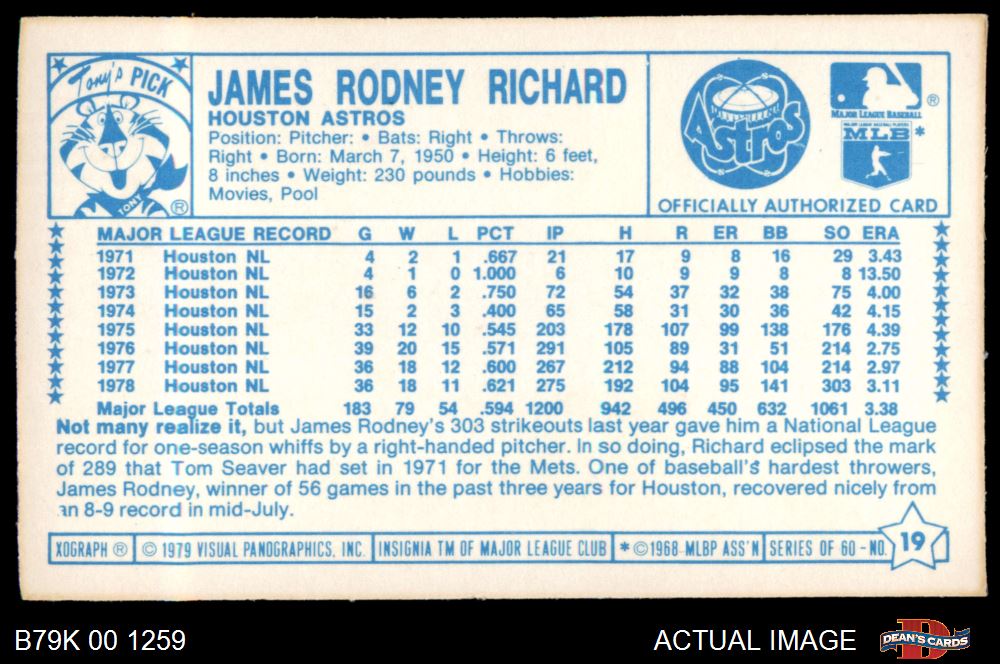 Tony's PICK
TONY
®
JAMES RODNEY RICHARD
HOUSTON ASTROS
Position: Pitcher: • Bats: Right • Throws:
Right • Born: March 7, 1950 • Height: 6 feet,
8 inches • Weight: 230 pounds • Hobbies:
Movies, Pool
Astros
®
MAJOR LEAGUE BASEBALL
MAJOR LEAGUE BASEBALL PLAYERS
MLB*
OFFICIALLY AUTHORIZED CARD
MAJOR LEAGUE RECORD G W L PCT IP H R ER BB SO ERA
1971 Houston NL 4 2 1 .667 21 17 9 8 16 29 3.43
1972 Houston NL 4 1 0 1.000 6 10 9 9 8 8 13.50
1973 Houston NL 16 6 2 .750 72 54 37 32 38 75 4.00
1974 Houston NL 15 2 3 .400 65 58 31 30 36 42 4.15
1975 Houston NL 33 12 10 .545 203 178 107 99 138 176 4.39
1976 Houston NL 39 20 15 .571 291 105 89 31 51 214 2.75
1977 Houston NL 36 18 12 .600 267 212 94 88 104 214 2.97
1978 Houston NL 36 18 11 .621 275 192 104 95 141 303 3.11
Major League Totals 183 79 54 .594 1200 942 496 450 632 1061 3.38
Not many realize it, but James Rodney's 303 strikeouts last year gave him a National League
record for one-season whiffs by a right-handed pitcher. In so doing, Richard eclipsed the mark
of 289 that Tom Seaver had set in 1971 for the Mets. One of baseball's hardest throwers,
James Rodney, winner of 56 games in the past three years for Houston, recovered nicely from
an 8-9 record in mid-July.
XOGRAPH ® © 1979 VISUAL PANOGRAPHICS, INC. INSIGNIA TM OF MAJOR LEAGUE CLUB * ©1968 MLBP ASS'N SERIES OF 60 - NO. 19
B79K 00 1259
ACTUAL IMAGE
DEAN'S CARDS